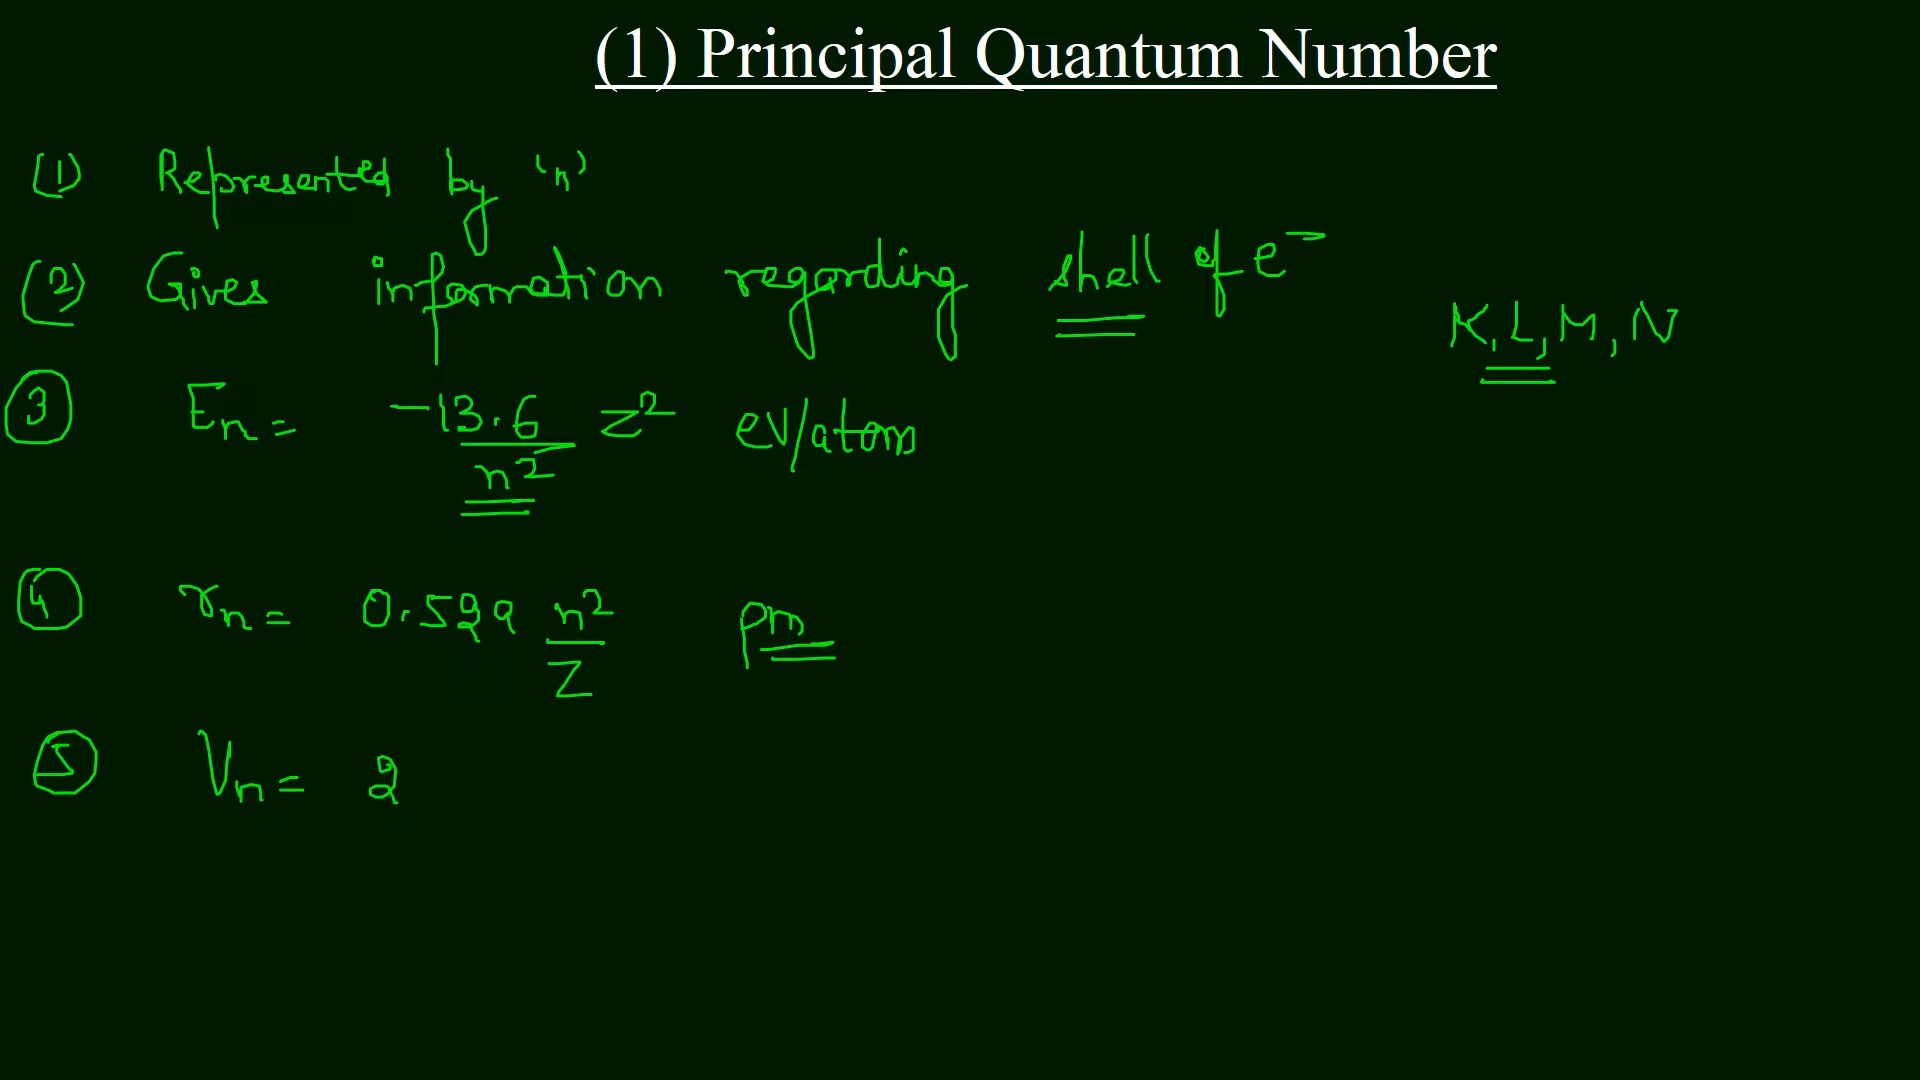 (1) Principal Quantum Number
(1) Represented by 'n'
(2) Gives information regarding shell of e⁻
K, L, M, N
(3) Eₙ = -13.6/n² Z² eV/atom
(4) rₙ = 0.529 n²/Z pm
(5) Vₙ = 2